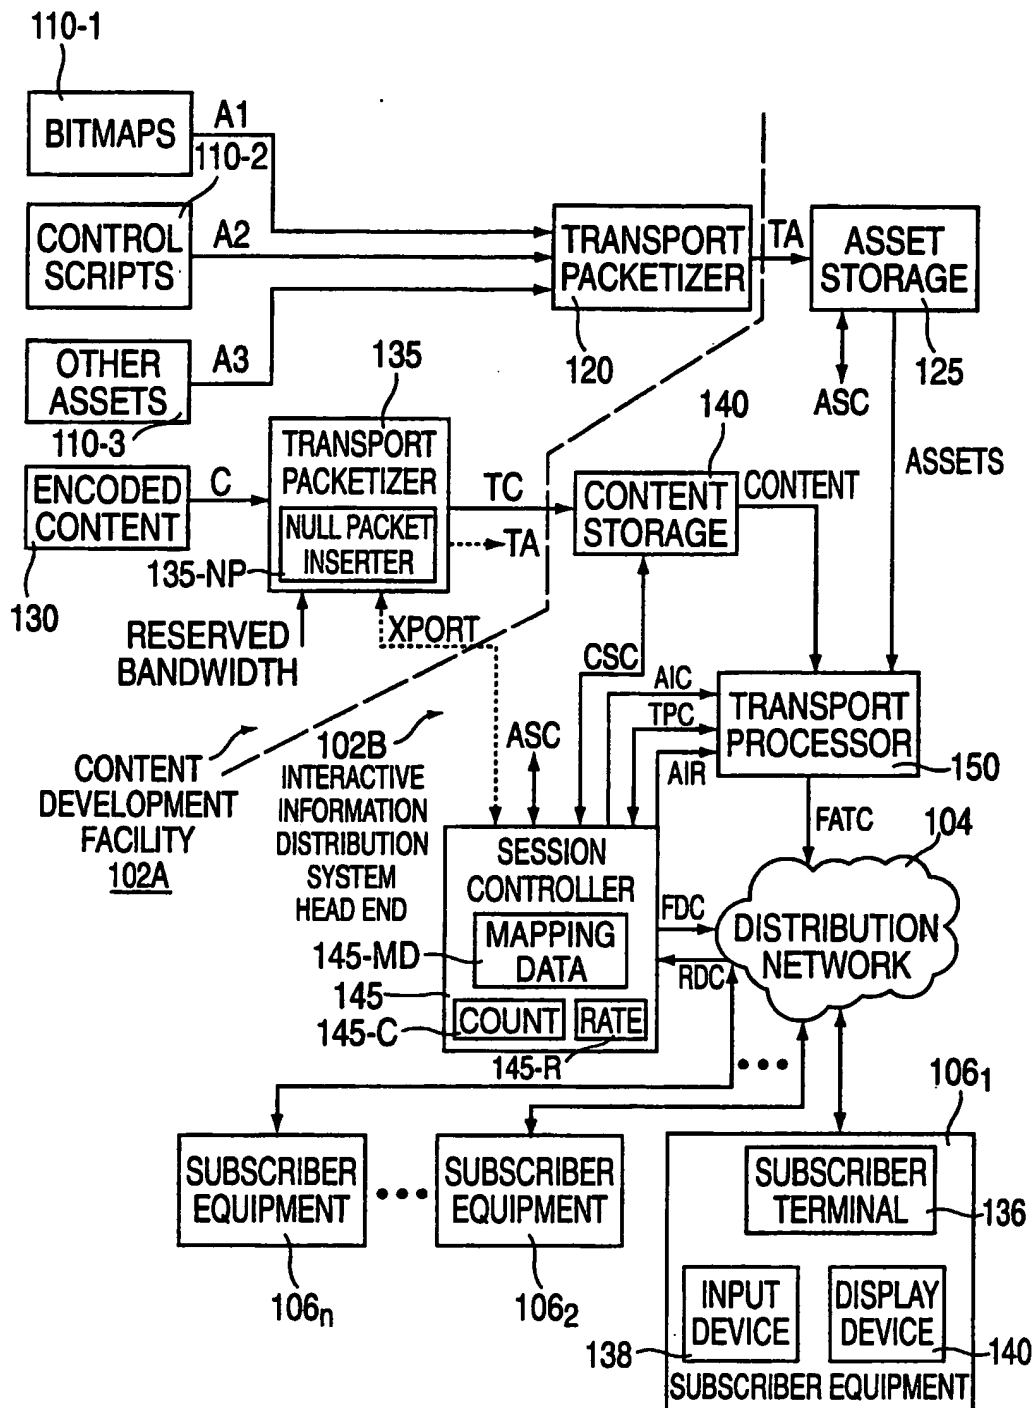 110-1
BITMAPS
A1
110-2
CONTROL
SCRIPTS
A2
TRANSPORT
PACKETIZER
120
TA
ASSET
STORAGE
125
ASC
ASSETS
OTHER
ASSETS
A3
110-3
135
TRANSPORT
PACKETIZER
NULL PACKET
INSERTER
135-NP
ENCODED
CONTENT
C
130
TC
TA
140
CONTENT
STORAGE
CONTENT
RESERVED
BANDWIDTH
XPORT
CSC
AIC
TPC
AIR
TRANSPORT
PROCESSOR
150
CONTENT
DEVELOPMENT
FACILITY
102A
102B
INTERACTIVE
INFORMATION
DISTRIBUTION
SYSTEM
HEAD END
ASC
FATC
104
SESSION
CONTROLLER
MAPPING
DATA
145-MD
145
145-C
COUNT
RATE
145-R
FDC
RDC
DISTRIBUTION
NETWORK
SUBSCRIBER
EQUIPMENT
106n
SUBSCRIBER
EQUIPMENT
1062
1061
SUBSCRIBER
TERMINAL
136
INPUT
DEVICE
138
DISPLAY
DEVICE
140
SUBSCRIBER EQUIPMENT